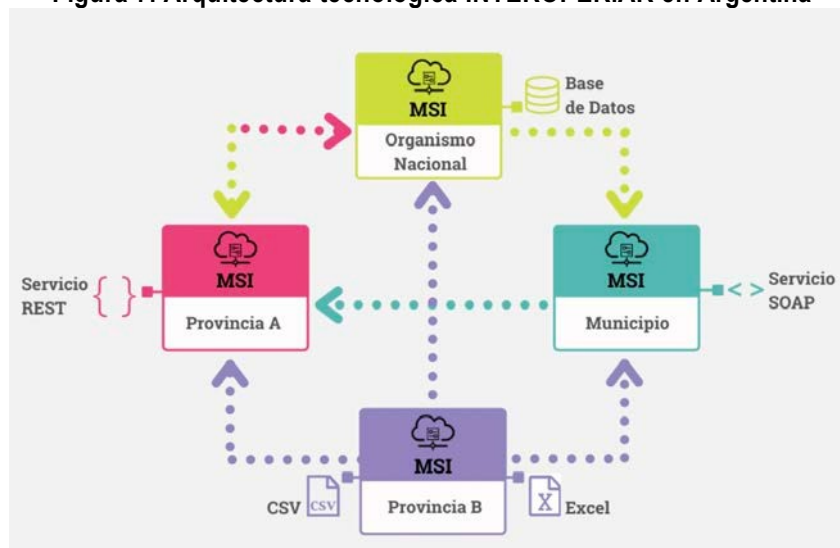 MSI
Organismo
Nacional
Base
de Datos
Servicio
REST
{ }
MSI
Provincia A
MSI
Municipio
< >
Servicio
SOAP
MSI
Provincia B
CSV
CSV
X
Excel